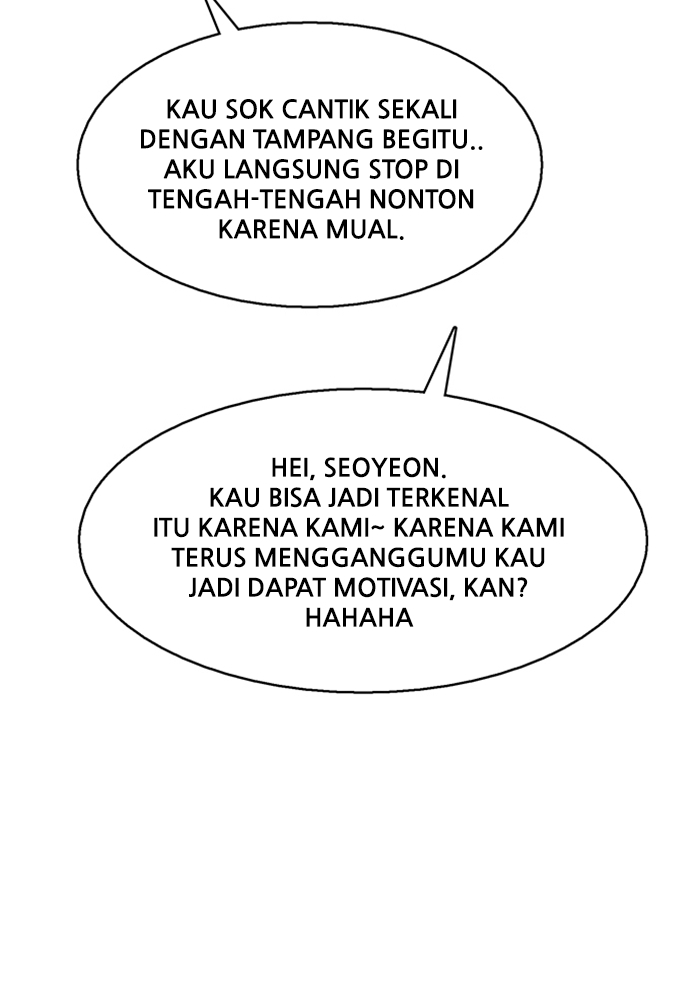 KAU SOK CANTIK SEKALI
DENGAN TAMPANG BEGITU..
AKU LANGSUNG STOP DI
TENGAH-TENGAH NONTON
KARENA MUAL.
HEI, SEOYEON.
KAU BISA JADI TERKENAL
ITU KARENA KAMI~ KARENA KAMI
TERUS MENGGANGGUMU KAU
JADI DAPAT MOTIVASI, KAN?
HAHAHA